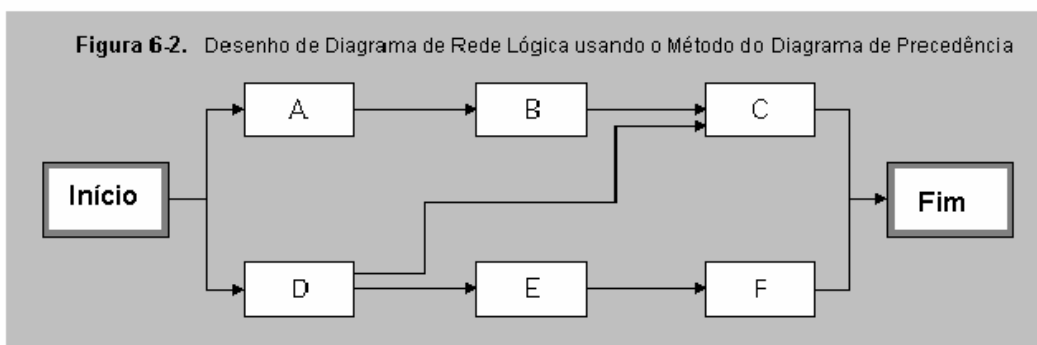 Figura 6-2. Desenho de Diagrama de Rede Lógica usando o Método do Diagrama de Precedência
A B C
Início Fim
D E F